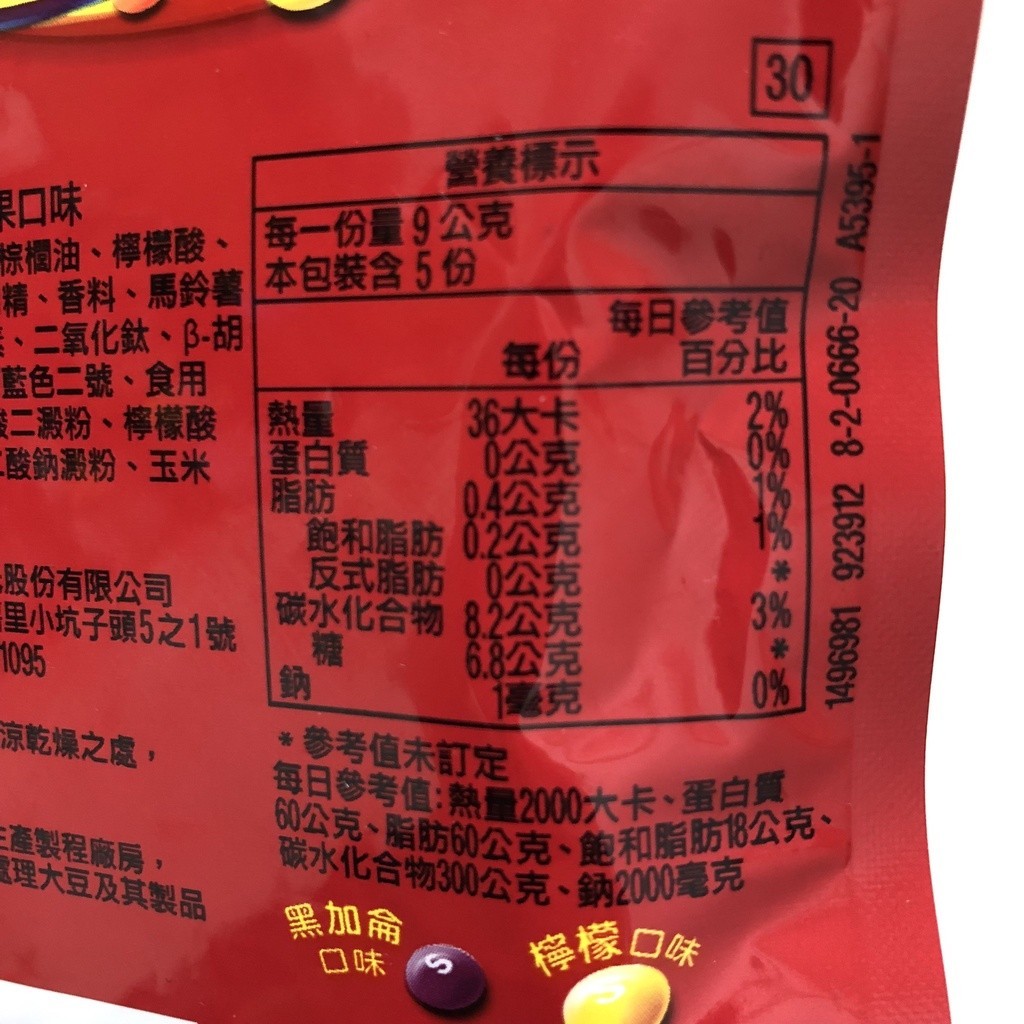 30
果口味
棕櫚油、檸檬酸、
精、香料、馬鈴薯
、二氧化鈦、β-胡
藍色二號、食用
酸二澱粉、檸檬酸
二酸鈉澱粉、玉米
股份有限公司
里小坑子頭5之1號
1095
涼乾燥之處，
生產製程廠房，
處理大豆及其製品
營養標示
每一份量 9 公克
本包裝含 5 份
每日參考值
每份 百分比
熱量 36大卡 2%
蛋白質 0公克 0%
脂肪 0.4公克 1%
飽和脂肪 0.2公克 1%
反式脂肪 0公克 *
碳水化合物 8.2公克 3%
糖 6.8公克 *
鈉 1毫克 0%
* 參考值未訂定
每日參考值:熱量2000大卡、蛋白質
60公克、脂肪60公克、飽和脂肪18公克、
碳水化合物300公克、鈉2000毫克
1496981 923912 8-2-0666-20 A5395-1
黑加侖
口味
S
檸檬口味
S